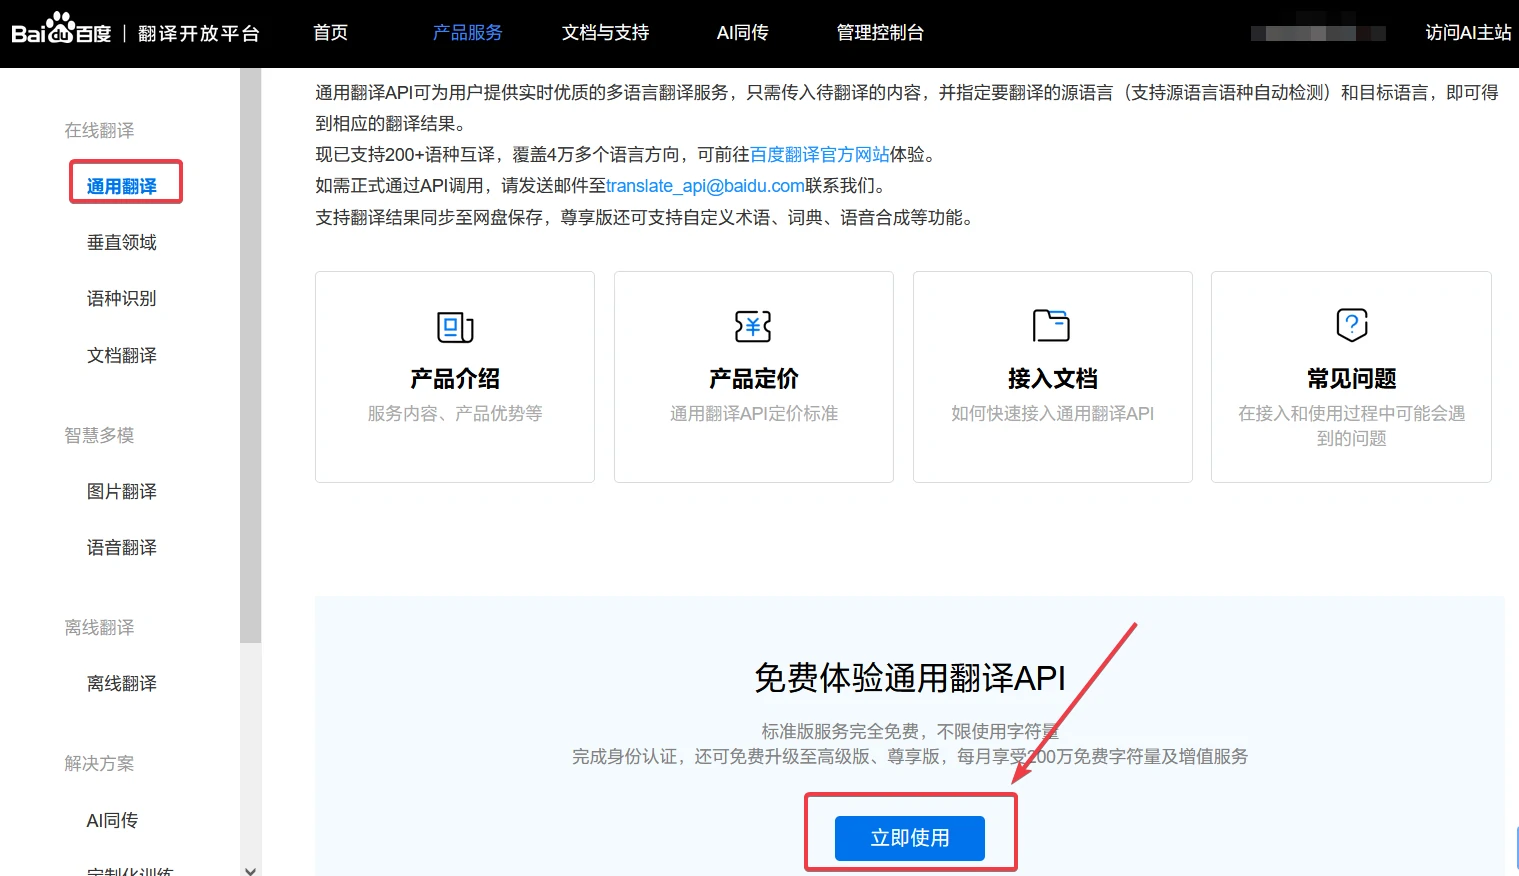 Baidu百度 | 翻译开放平台
首页
产品服务
文档与支持
AI同传
管理控制台
访问AI主站
在线翻译
通用翻译
垂直领域
语种识别
文档翻译
智慧多模
图片翻译
语音翻译
离线翻译
离线翻译
解决方案
AI同传
定制化训练
通用翻译API可为用户提供实时优质的多语言翻译服务，只需传入待翻译的内容，并指定要翻译的源语言（支持源语言语种自动检测）和目标语言，即可得
到相应的翻译结果。
现已支持200+语种互译，覆盖4万多个语言方向，可前往百度翻译官方网站体验。
如需正式通过API调用，请发送邮件至translate_api@baidu.com联系我们。
支持翻译结果同步至网盘保存，尊享版还可支持自定义术语、词典、语音合成等功能。
产品介绍
服务内容、产品优势等
产品定价
通用翻译API定价标准
接入文档
如何快速接入通用翻译API
常见问题
在接入和使用过程中可能会遇
到的问题
免费体验通用翻译API
标准版服务完全免费，不限使用字符量
完成身份认证，还可免费升级至高级版、尊享版，每月享受200万免费字符量及增值服务
立即使用